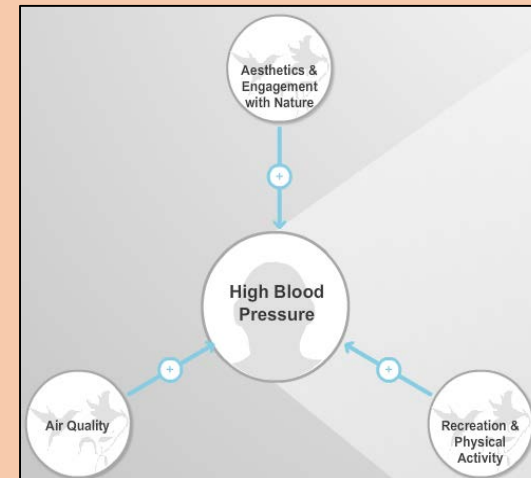 Aesthetics &
Engagement
with Nature
+
High Blood
Pressure
+
+
Air Quality
Recreation &
Physical
Activity